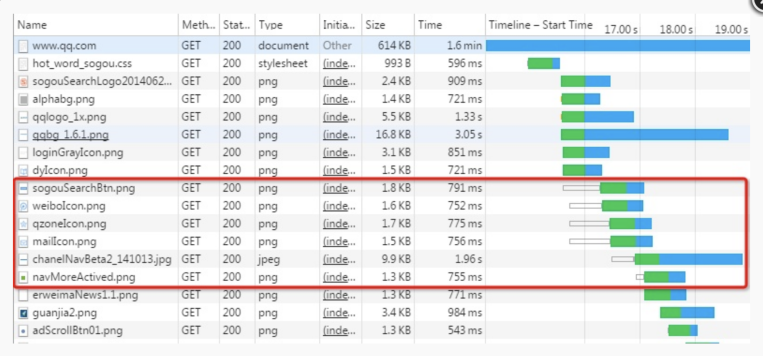 Name Meth... Stat... Type Initia... Size Time Timeline – Start Time 17.00 s 18.00 s 19.00 s
www.qq.com GET 200 document Other 614 KB 1.6 min
hot_word_sogou.css GET 200 stylesheet (inde... 993 B 596 ms
sogouSearchLogo2014062... GET 200 png (inde... 2.4 KB 909 ms
alphabg.png GET 200 png (inde... 1.4 KB 721 ms
qqlogo_1x.png GET 200 png (inde... 5.5 KB 1.33 s
qqbg_1.6.1.png GET 200 png (inde... 16.8 KB 3.05 s
loginGrayIcon.png GET 200 png (inde... 3.1 KB 851 ms
dyIcon.png GET 200 png (inde... 1.5 KB 721 ms
sogouSearchBtn.png GET 200 png (inde... 1.8 KB 791 ms
weiboIcon.png GET 200 png (inde... 1.6 KB 752 ms
qzoneIcon.png GET 200 png (inde... 1.7 KB 775 ms
mailIcon.png GET 200 png (inde... 1.5 KB 756 ms
chanelNavBeta2_141013.jpg GET 200 jpeg (inde... 9.9 KB 1.96 s
navMoreActived.png GET 200 png (inde... 1.3 KB 755 ms
erweimaNews1.1.png GET 200 png (inde... 1.3 KB 771 ms
guanjia2.png GET 200 png (inde... 3.4 KB 984 ms
adScrollBtn01.png GET 200 png (inde... 1.3 KB 543 ms